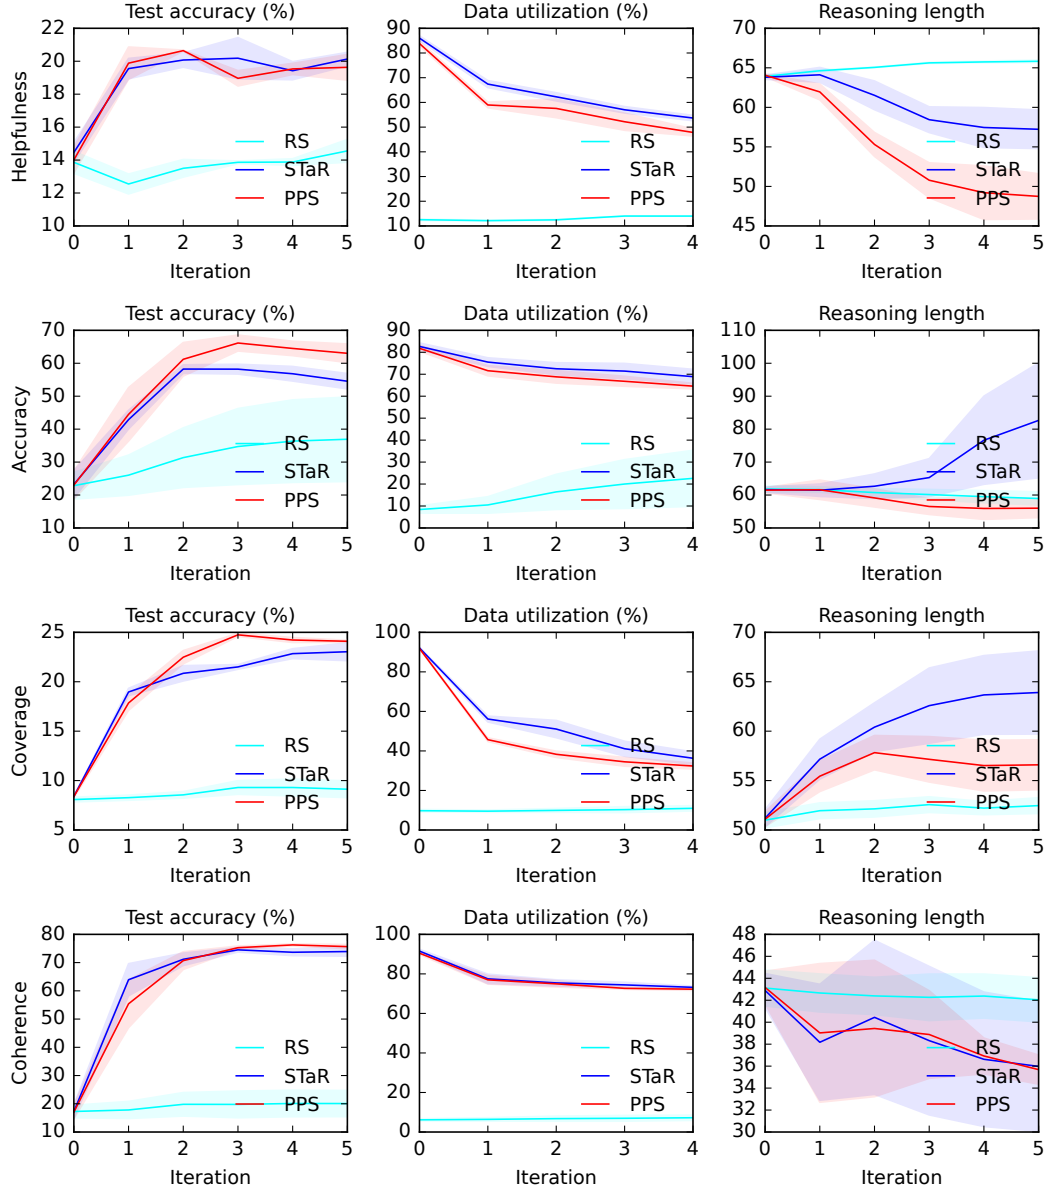 Test accuracy (%) Data utilization (%) Reasoning length
Helpfulness
22 20 18 16 14 12 10
90 80 70 60 50 40 30 20 10
70 65 60 55 50 45
RS STaR PPS
RS STaR PPS
RS STaR PPS
0 1 2 3 4 5
0 1 2 3 4
0 1 2 3 4 5
Iteration Iteration Iteration
Test accuracy (%) Data utilization (%) Reasoning length
Accuracy
70 60 50 40 30 20 10
90 80 70 60 50 40 30 20 10 0
110 100 90 80 70 60 50
RS STaR PPS
RS STaR PPS
RS STaR PPS
0 1 2 3 4 5
0 1 2 3 4
0 1 2 3 4 5
Iteration Iteration Iteration
Test accuracy (%) Data utilization (%) Reasoning length
Coverage
25 20 15 10 5
100 80 60 40 20 0
70 65 60 55 50
RS STaR PPS
RS STaR PPS
RS STaR PPS
0 1 2 3 4 5
0 1 2 3 4
0 1 2 3 4 5
Iteration Iteration Iteration
Test accuracy (%) Data utilization (%) Reasoning length
Coherence
80 70 60 50 40 30 20 10
100 80 60 40 20 0
48 46 44 42 40 38 36 34 32 30
RS STaR PPS
RS STaR PPS
RS STaR PPS
0 1 2 3 4 5
0 1 2 3 4
0 1 2 3 4 5
Iteration Iteration Iteration